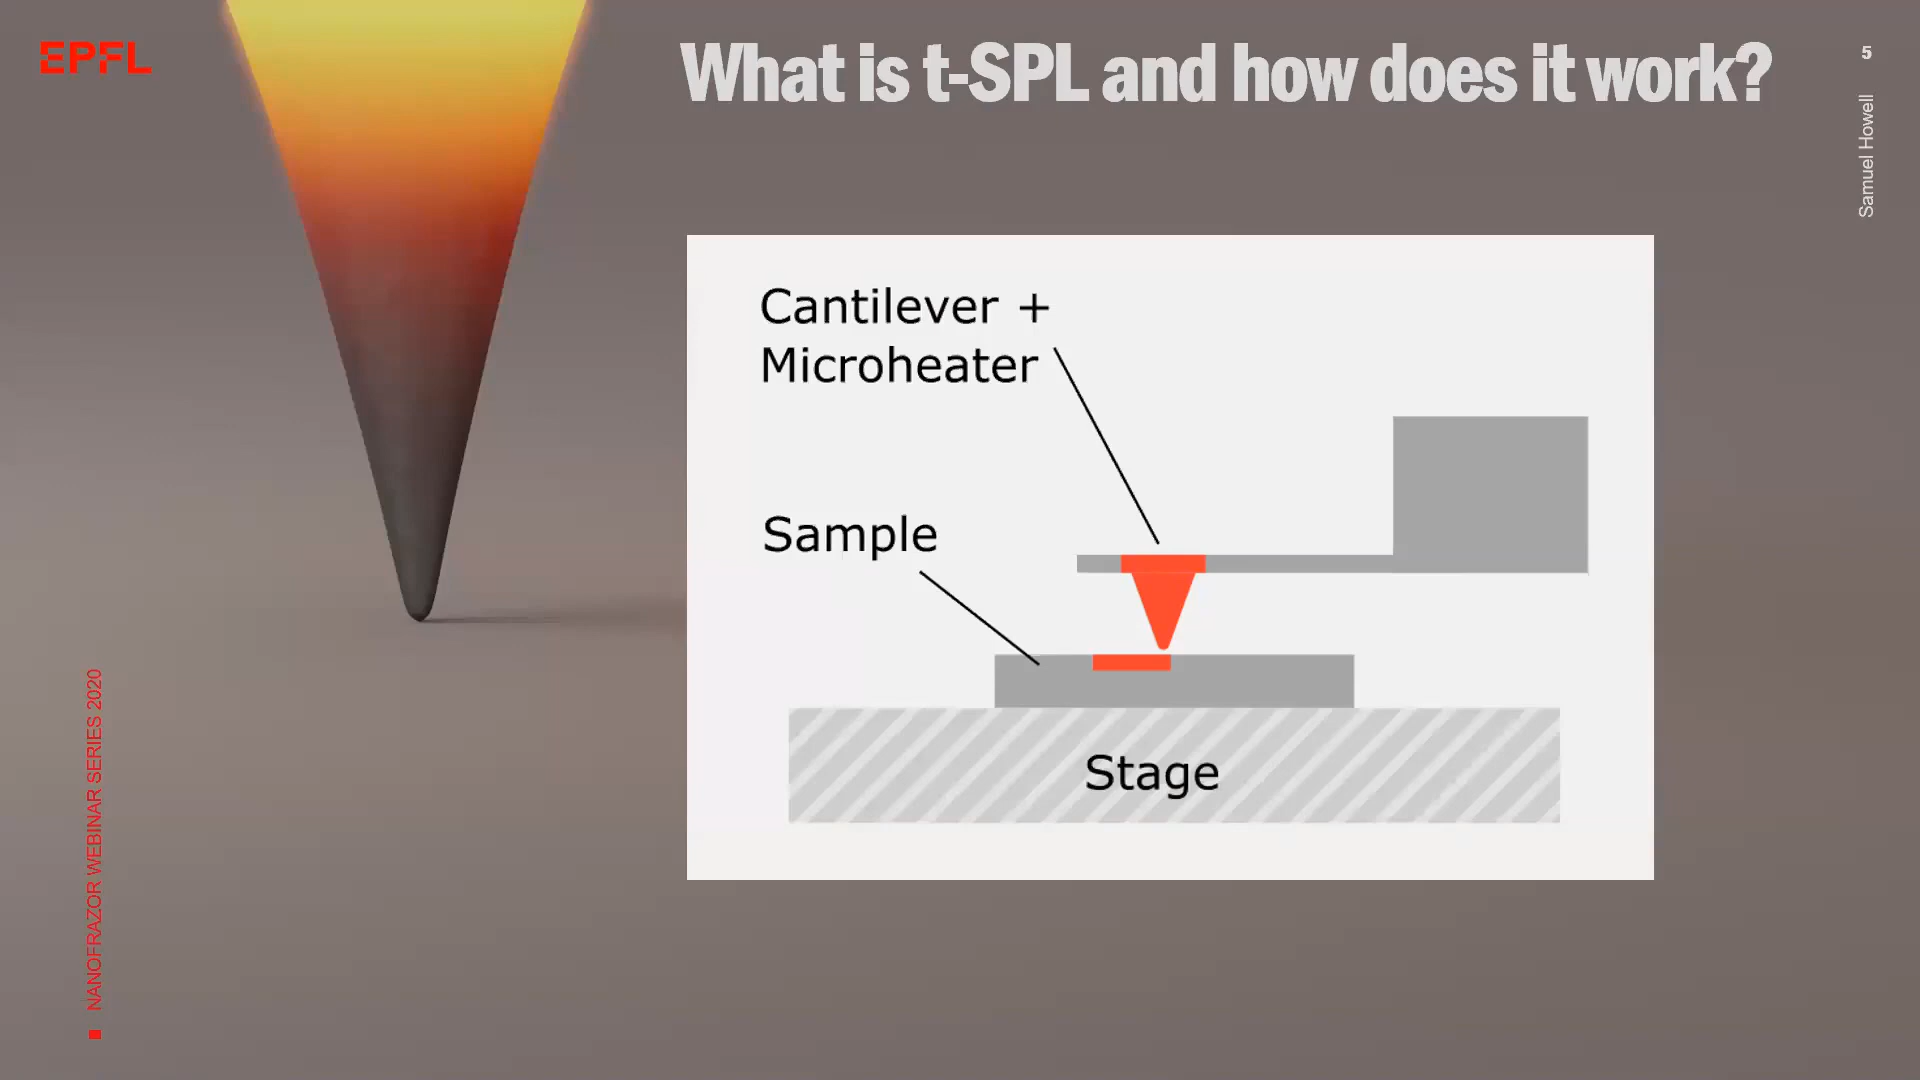 EPFL
What is t-SPL and how does it work?
5
Samuel Howell
Cantilever +
Microheater
Sample
Stage
NANOFRAZOR WEBINAR SERIES 2020